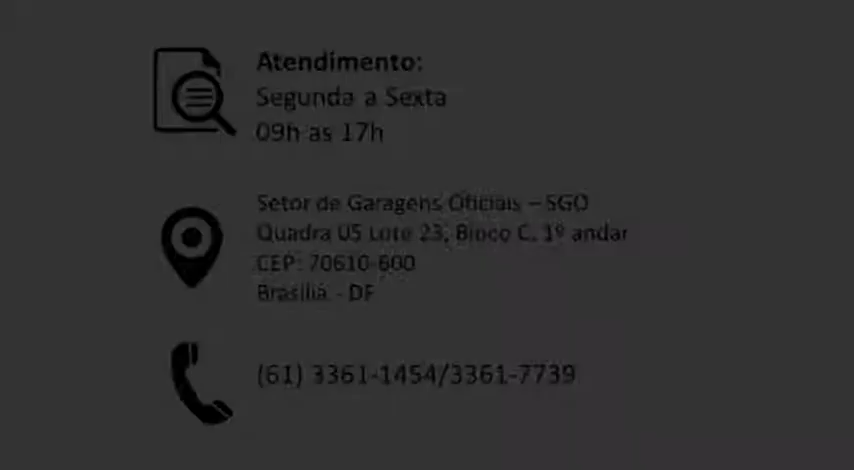 Atendimento:
Segunda a Sexta
09h as 17h
Setor de Garagens Oficiais – SGO
Quadra 05 Lote 23, Bloco C, 1º andar
CEP: 70610-600
Brasília - DF
(61) 3361-1454/3361-7739